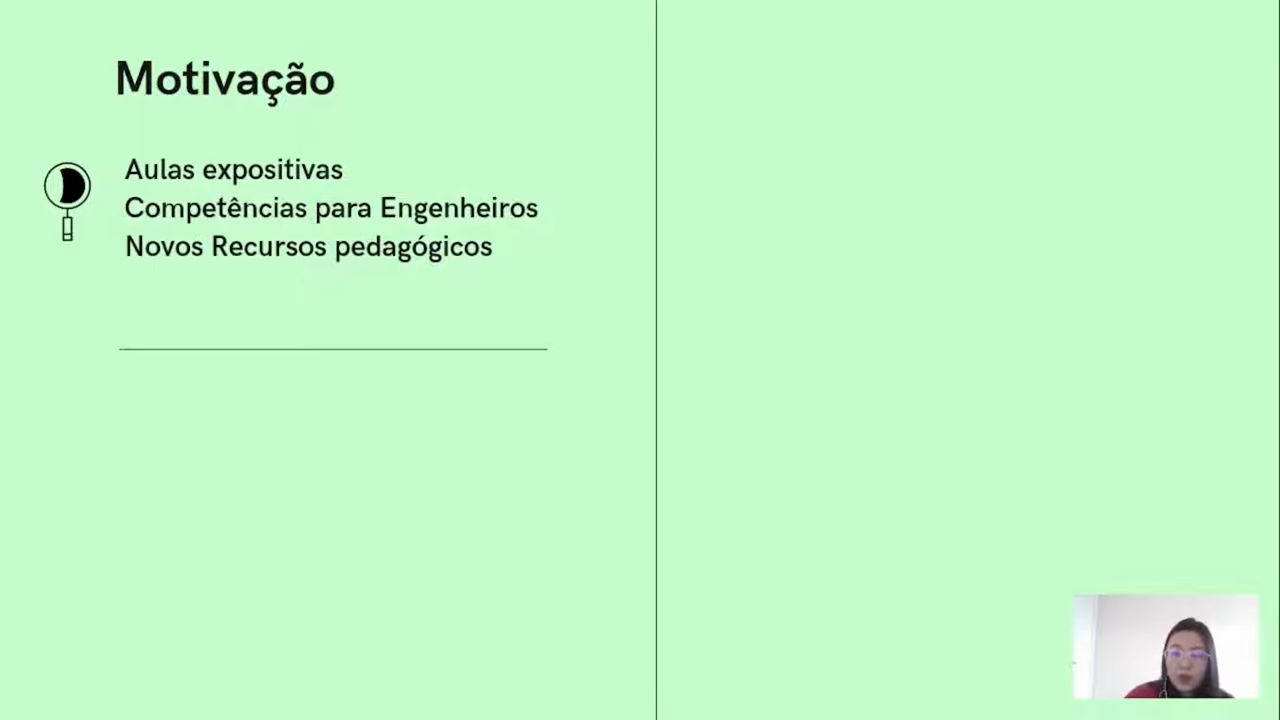 Motivação
Aulas expositivas
Competências para Engenheiros
Novos Recursos pedagógicos